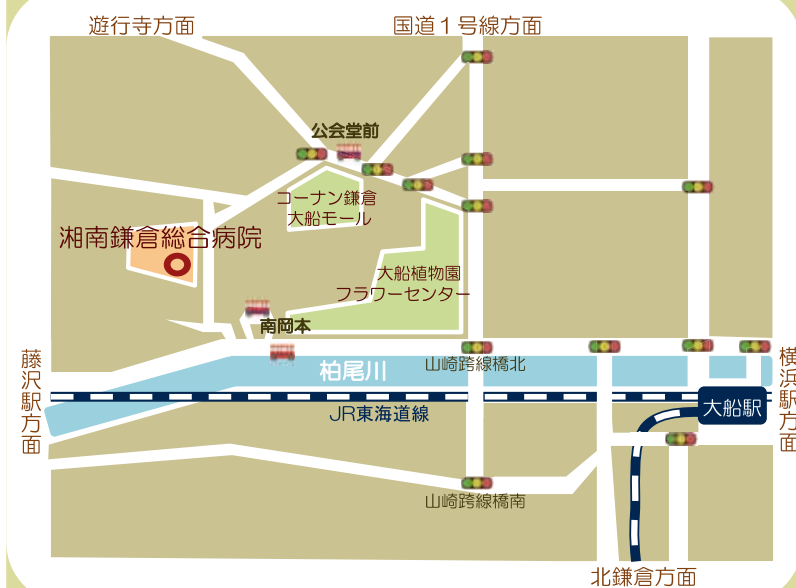 遊行寺方面
国道１号線方面
公会堂前
コーナン鎌倉
大船モール
湘南鎌倉総合病院
大船植物園
フラワーセンター
南岡本
山崎跨線橋北
藤沢駅方面
柏尾川
横浜駅方面
大船駅
JR東海道線
山崎跨線橋南
北鎌倉方面